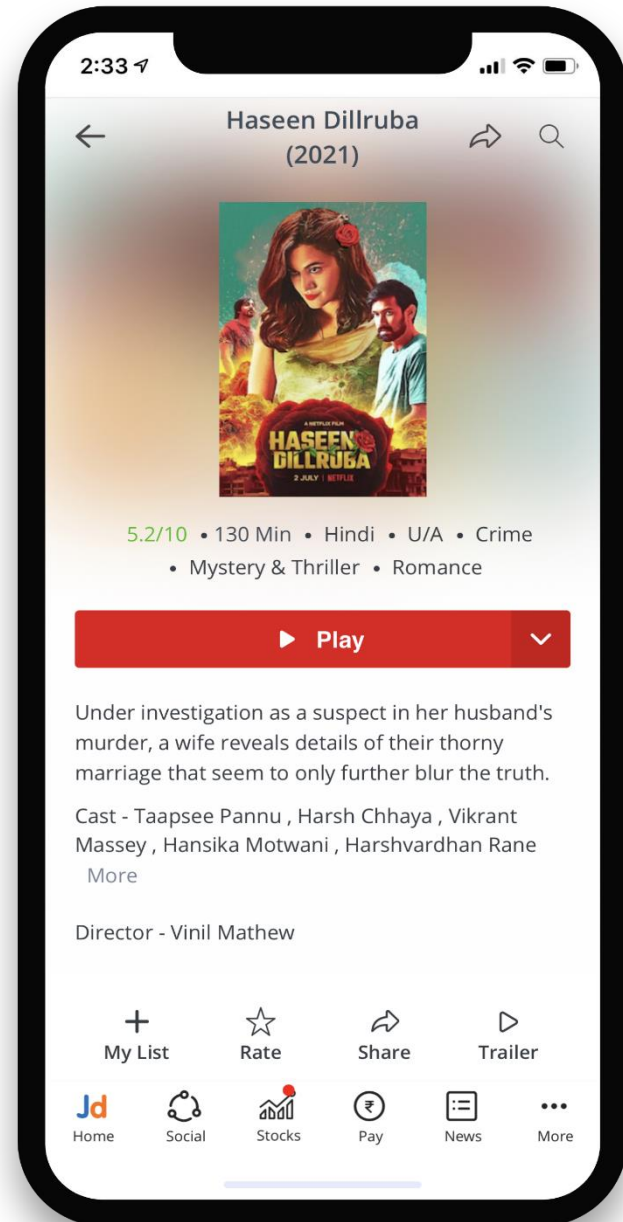 2:33
Haseen Dillruba
(2021)
A NETFLIX FILM
HASEEN
DILLRUBA
2 JULY | NETFLIX
5.2/10 • 130 Min • Hindi • U/A • Crime
• Mystery & Thriller • Romance
Play
Under investigation as a suspect in her husband's
murder, a wife reveals details of their thorny
marriage that seem to only further blur the truth.
Cast - Taapsee Pannu , Harsh Chhaya , Vikrant
Massey , Hansika Motwani , Harshvardhan Rane
More
Director - Vinil Mathew
My List Rate Share Trailer
Jd
Home Social Stocks Pay News More